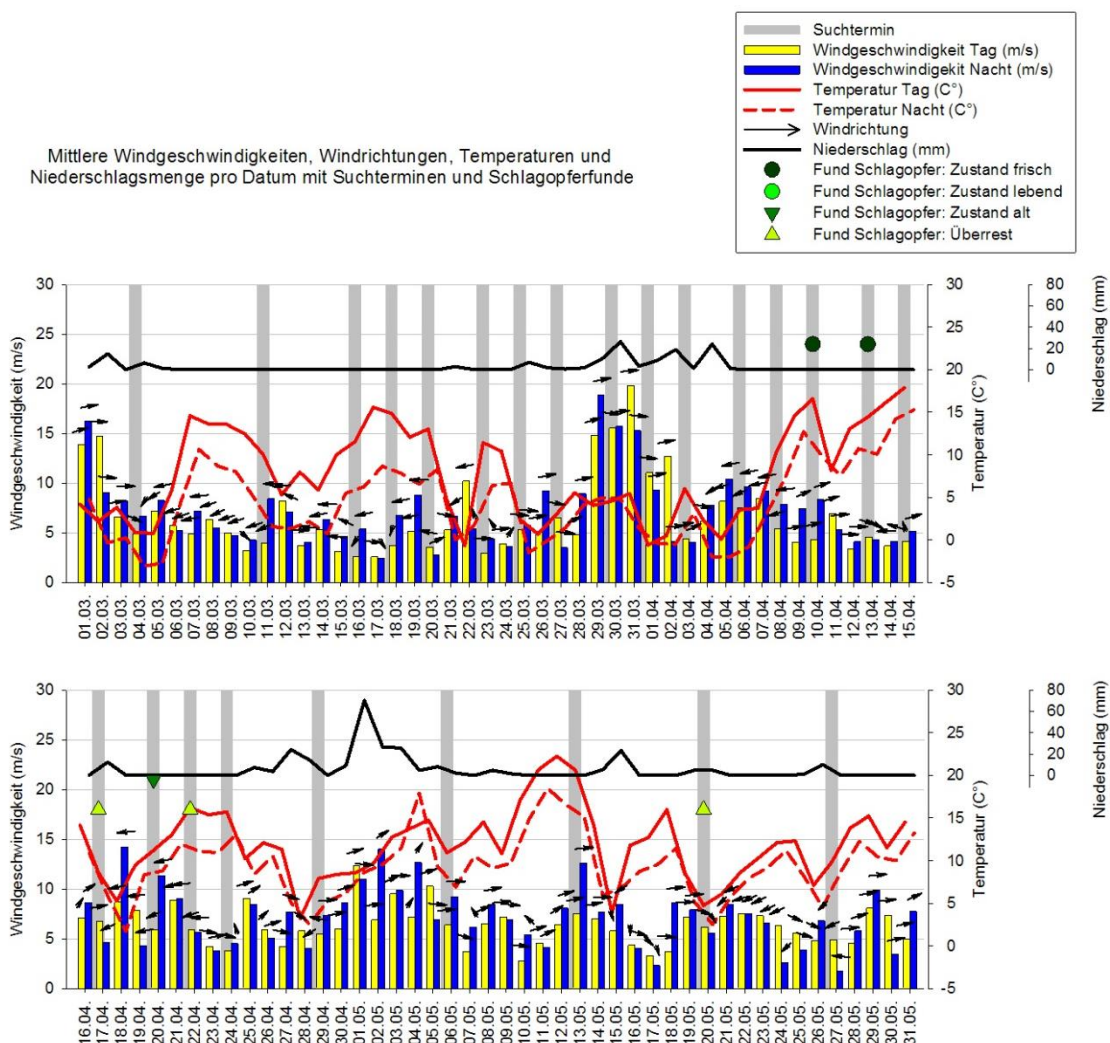 Suchtermin
Windgeschwindigkeit Tag (m/s)
Windgeschwindigekit Nacht (m/s)
Temperatur Tag (C°)
Temperatur Nacht (C°)
Windrichtung
Niederschlag (mm)
Fund Schlagopfer: Zustand frisch
Fund Schlagopfer: Zustand lebend
Fund Schlagopfer: Zustand alt
Fund Schlagopfer: Überrest
Mittlere Windgeschwindigkeiten, Windrichtungen, Temperaturen und
Niederschlagsmenge pro Datum mit Suchterminen und Schlagopferfunde
Windgeschwindigkeit (m/s)
30
25
20
15
10
5
0
30
25
20
15
10
5
0
-5
Temperatur (C°)
80
60
40
20
0
Niederschlag (mm)
01.03. 02.03. 03.03. 04.03. 05.03. 06.03. 07.03. 08.03. 09.03. 10.03. 11.03. 12.03. 13.03. 14.03. 15.03. 16.03. 17.03. 18.03. 19.03. 20.03. 21.03. 22.03. 23.03. 24.03. 25.03. 26.03. 27.03. 28.03. 29.03. 30.03. 31.03. 01.04. 02.04. 03.04. 04.04. 05.04. 06.04. 07.04. 08.04. 09.04. 10.04. 11.04. 12.04. 13.04. 14.04. 15.04.
Windgeschwindigkeit (m/s)
30
25
20
15
10
5
0
30
25
20
15
10
5
0
-5
Temperatur (C°)
80
60
40
20
0
Niederschlag (mm)
16.04. 17.04. 18.04. 19.04. 20.04. 21.04. 22.04. 23.04. 24.04. 25.04. 26.04. 27.04. 28.04. 29.04. 30.04. 01.05. 02.05. 03.05. 04.05. 05.05. 06.05. 07.05. 08.05. 09.05. 10.05. 11.05. 12.05. 13.05. 14.05. 15.05. 16.05. 17.05. 18.05. 19.05. 20.05. 21.05. 22.05. 23.05. 24.05. 25.05. 26.05. 27.05. 28.05. 29.05. 30.05. 31.05.